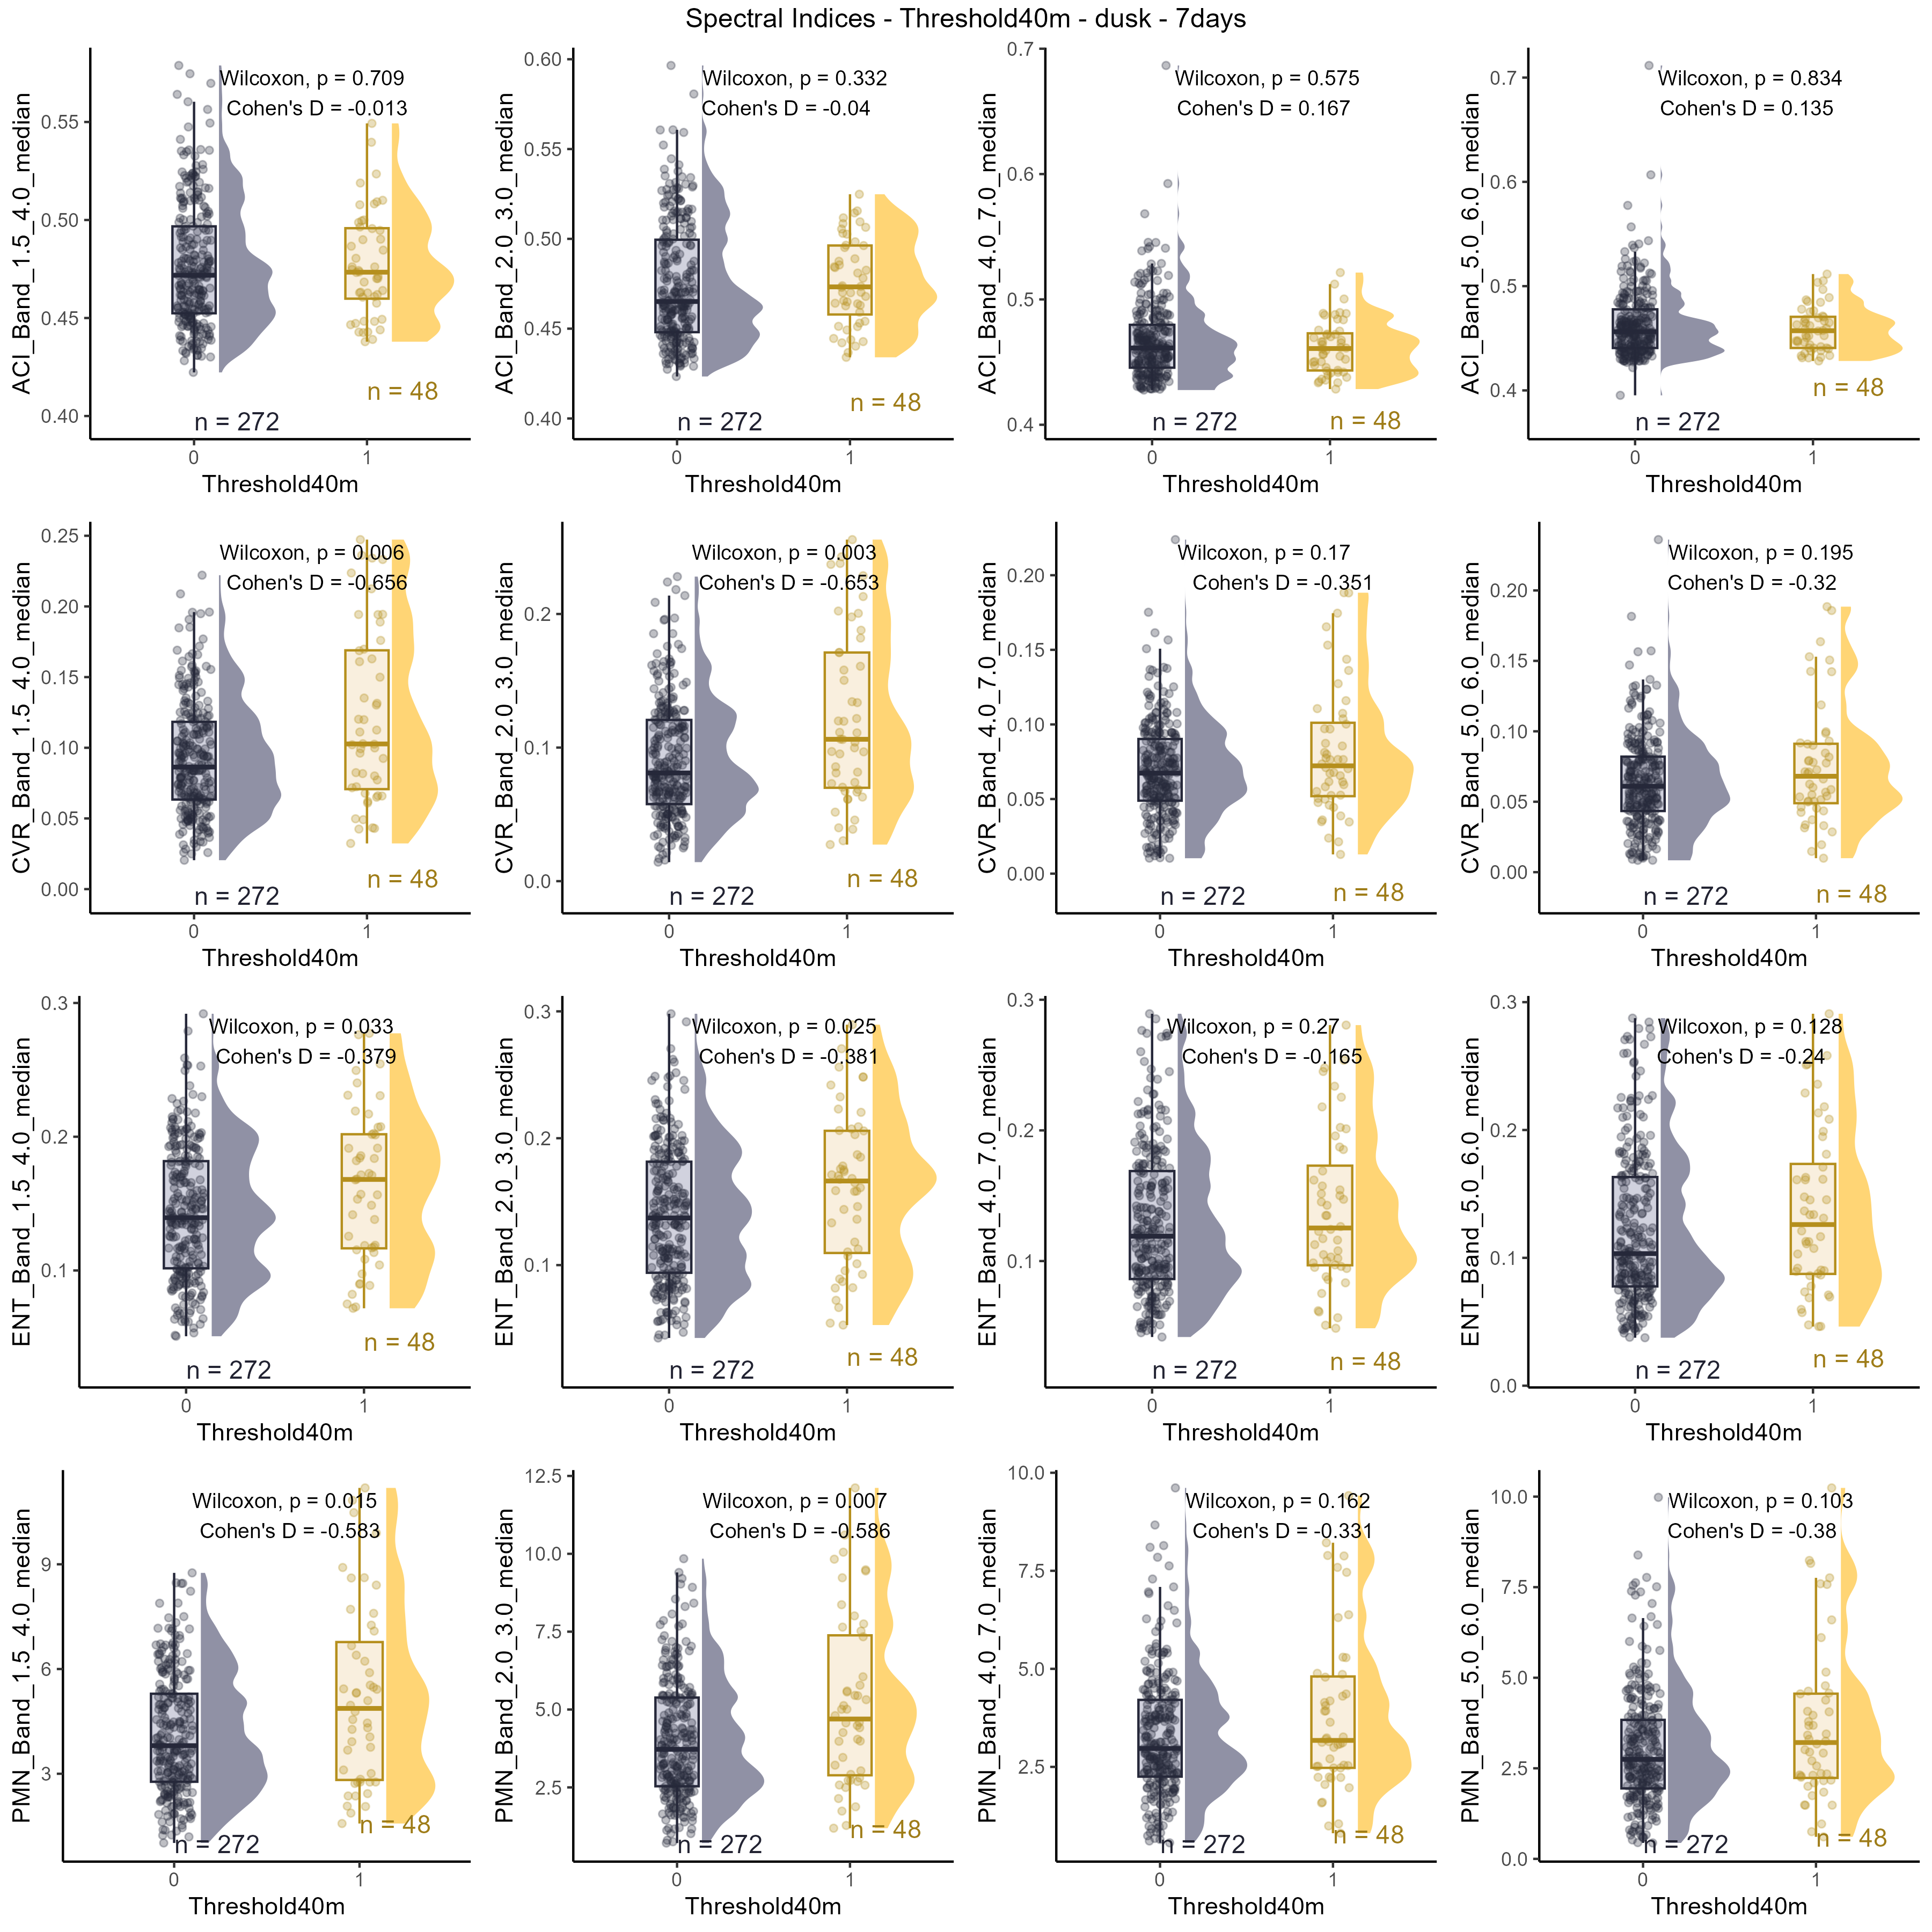 Spectral Indices - Threshold40m - dusk - 7days
ACI_Band_1.5_4.0_median
0.55
0.50
0.45
0.40
Wilcoxon, p = 0.709
Cohen's D = -0.013
n = 272
n = 48
0
1
Threshold40m
ACI_Band_2.0_3.0_median
0.60
0.55
0.50
0.45
0.40
Wilcoxon, p = 0.332
Cohen's D = -0.04
n = 272
n = 48
0
1
Threshold40m
ACI_Band_4.0_7.0_median
0.7
0.6
0.5
0.4
Wilcoxon, p = 0.575
Cohen's D = 0.167
n = 272
n = 48
0
1
Threshold40m
ACI_Band_5.0_6.0_median
0.7
0.6
0.5
0.4
Wilcoxon, p = 0.834
Cohen's D = 0.135
n = 272
n = 48
0
1
Threshold40m
CVR_Band_1.5_4.0_median
0.25
0.20
0.15
0.10
0.05
0.00
Wilcoxon, p = 0.006
Cohen's D = -0.656
n = 272
n = 48
0
1
Threshold40m
CVR_Band_2.0_3.0_median
0.2
0.1
0.0
Wilcoxon, p = 0.003
Cohen's D = -0.653
n = 272
n = 48
0
1
Threshold40m
CVR_Band_4.0_7.0_median
0.20
0.15
0.10
0.05
0.00
Wilcoxon, p = 0.17
Cohen's D = -0.351
n = 272
n = 48
0
1
Threshold40m
CVR_Band_5.0_6.0_median
0.20
0.15
0.10
0.05
0.00
Wilcoxon, p = 0.195
Cohen's D = -0.32
n = 272
n = 48
0
1
Threshold40m
ENT_Band_1.5_4.0_median
0.3
0.2
0.1
Wilcoxon, p = 0.033
Cohen's D = -0.379
n = 272
n = 48
0
1
Threshold40m
ENT_Band_2.0_3.0_median
0.3
0.2
0.1
Wilcoxon, p = 0.025
Cohen's D = -0.381
n = 272
n = 48
0
1
Threshold40m
ENT_Band_4.0_7.0_median
0.3
0.2
0.1
Wilcoxon, p = 0.27
Cohen's D = -0.165
n = 272
n = 48
0
1
Threshold40m
ENT_Band_5.0_6.0_median
0.3
0.2
0.1
0.0
Wilcoxon, p = 0.128
Cohen's D = -0.24
n = 272
n = 48
0
1
Threshold40m
PMN_Band_1.5_4.0_median
9
6
3
Wilcoxon, p = 0.015
Cohen's D = -0.583
n = 272
n = 48
0
1
Threshold40m
PMN_Band_2.0_3.0_median
12.5
10.0
7.5
5.0
2.5
Wilcoxon, p = 0.007
Cohen's D = -0.586
n = 272
n = 48
0
1
Threshold40m
PMN_Band_4.0_7.0_median
10.0
7.5
5.0
2.5
Wilcoxon, p = 0.162
Cohen's D = -0.331
n = 272
n = 48
0
1
Threshold40m
PMN_Band_5.0_6.0_median
10.0
7.5
5.0
2.5
0.0
Wilcoxon, p = 0.103
Cohen's D = -0.38
n = 272
n = 48
0
1
Threshold40m